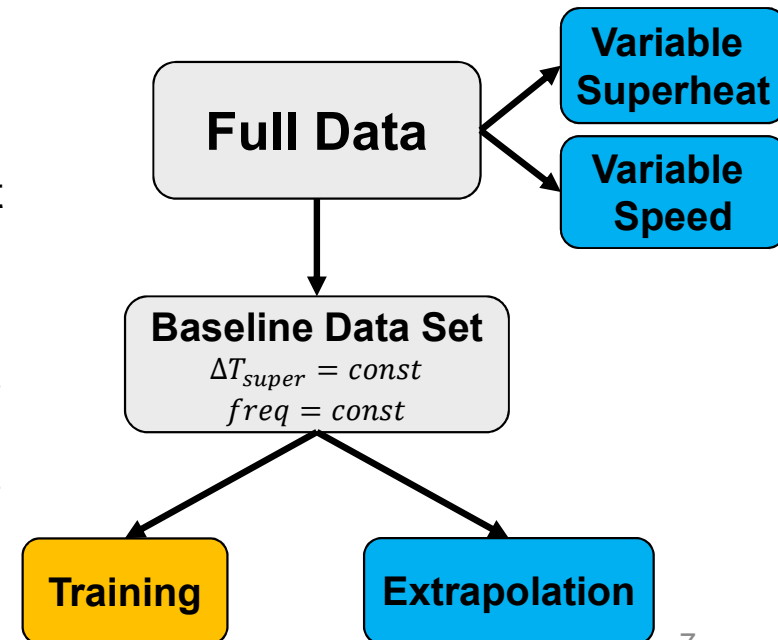 Variable
Superheat
Full Data
Variable
Speed
Baseline Data Set
ΔT_super = const
freq = const
Training
Extrapolation